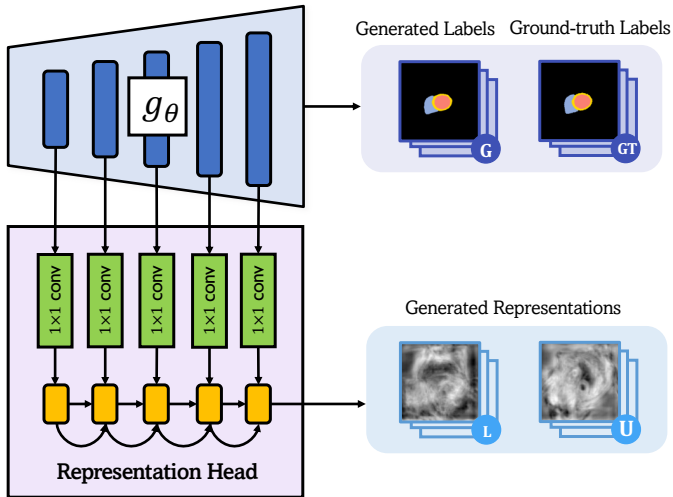 Generated Labels
Ground-truth Labels
g_θ
G
GT
1×1 conv
1×1 conv
1×1 conv
1×1 conv
1×1 conv
Generated Representations
L
U
Representation Head